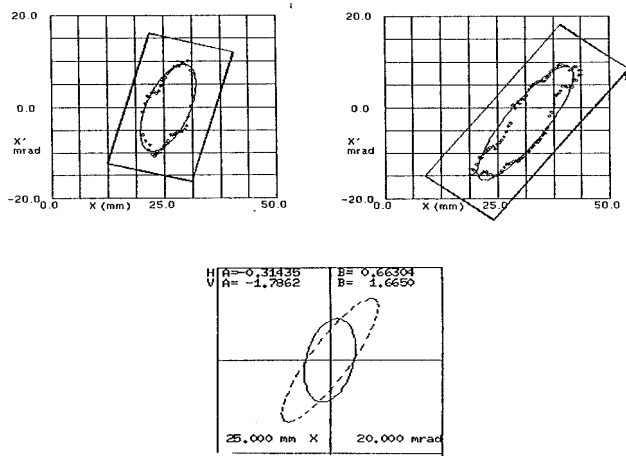 20.0
0.0
X'
mrad
-20.0
0.0
X (mm)
25.0
50.0
20.0
0.0
X'
mrad
-20.0
0.0
X (mm)
25.0
50.0
H A=-0.31435 B= 0.66304
V A= -1.7862 B= 1.6650
25.000 mm X 20.000 mrad